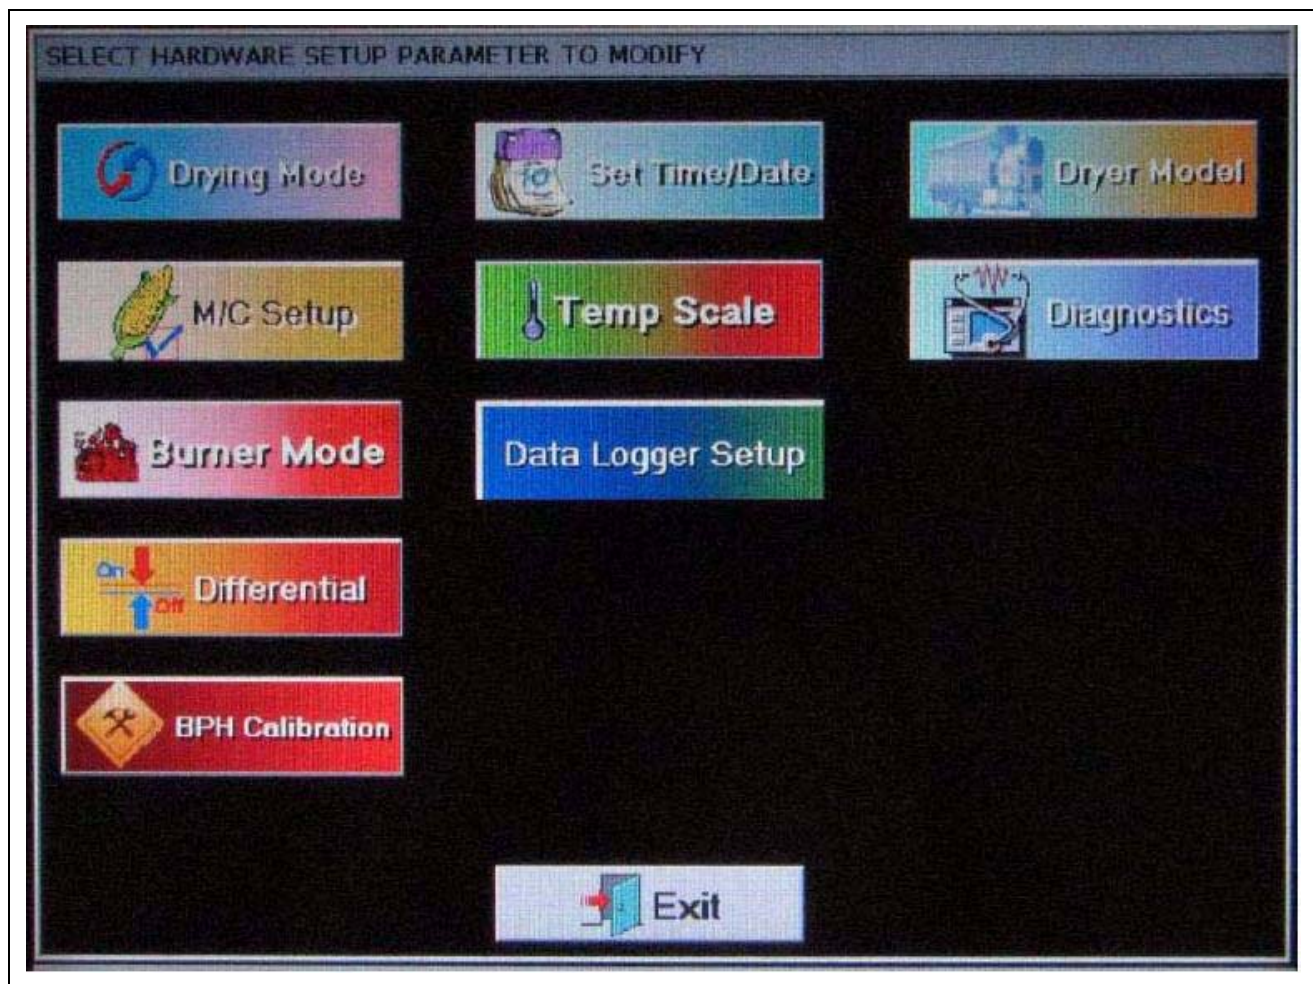 SELECT HARDWARE SETUP PARAMETER TO MODIFY
Drying Mode
10
Set Time/Date
Dryer Model
M/C Setup
Temp Scale
Diagnostics
Burner Mode
Data Logger Setup
On
Off
Differential
BPH Calibration
Exit